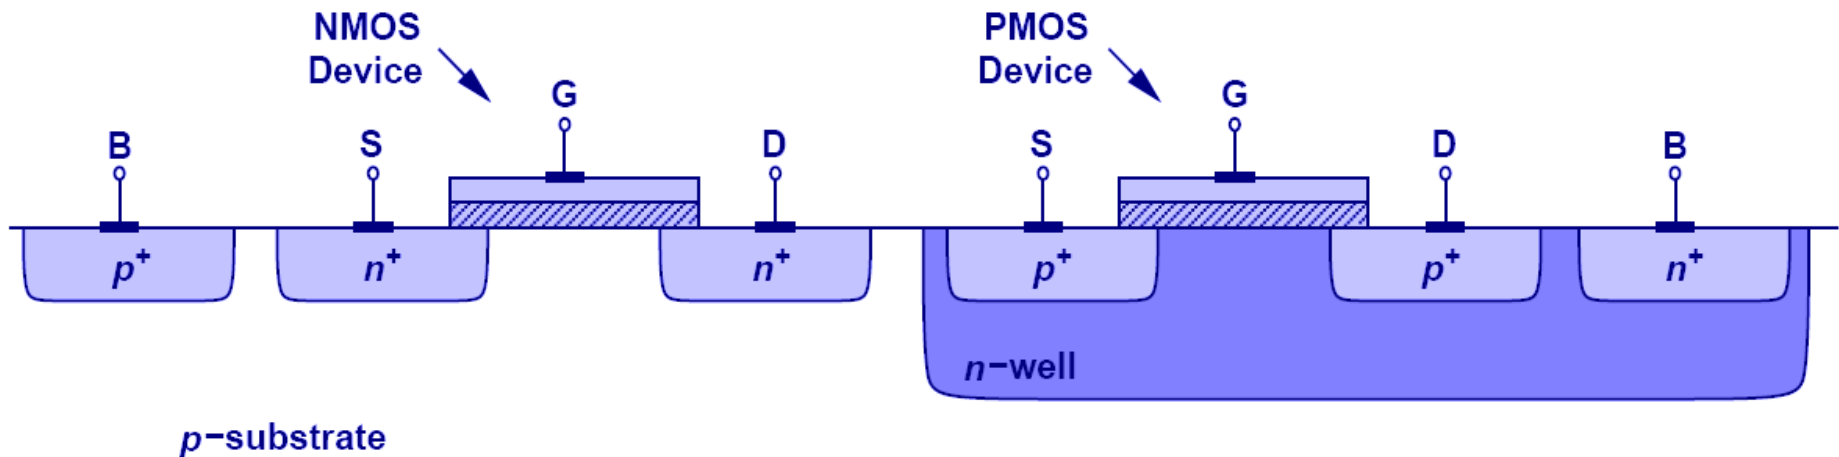 NMOS
Device
PMOS
Device
G
G
B
S
D
S
D
B
p+
n+
n+
p+
p+
n+
n-well
p-substrate